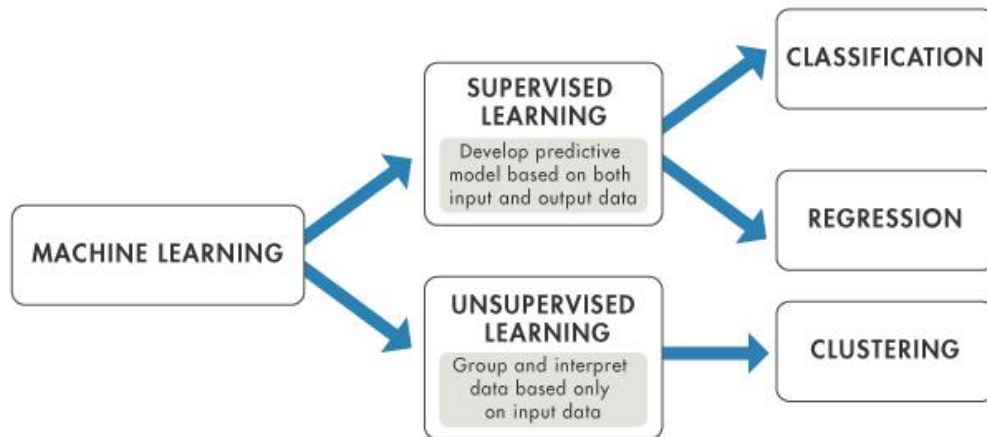 MACHINE LEARNING
SUPERVISED
LEARNING
Develop predictive
model based on both
input and output data
UNSUPERVISED
LEARNING
Group and interpret
data based only
on input data
CLASSIFICATION
REGRESSION
CLUSTERING